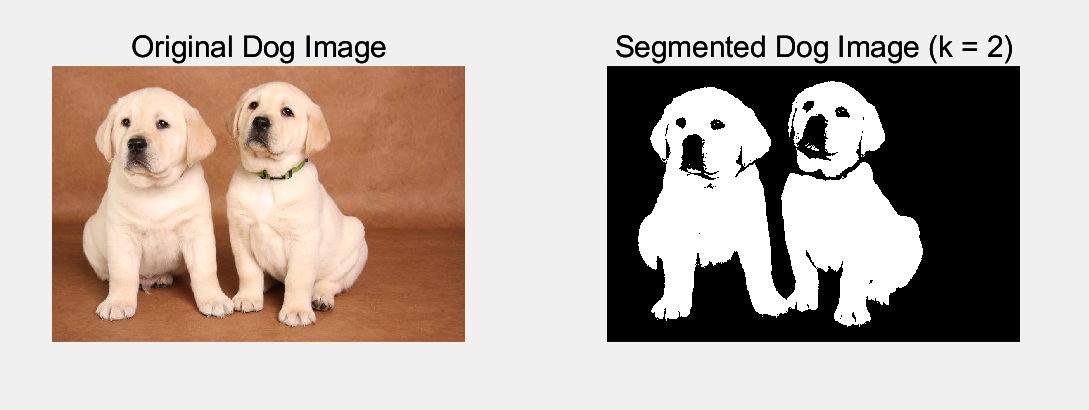 Original Dog Image
Segmented Dog Image (k = 2)